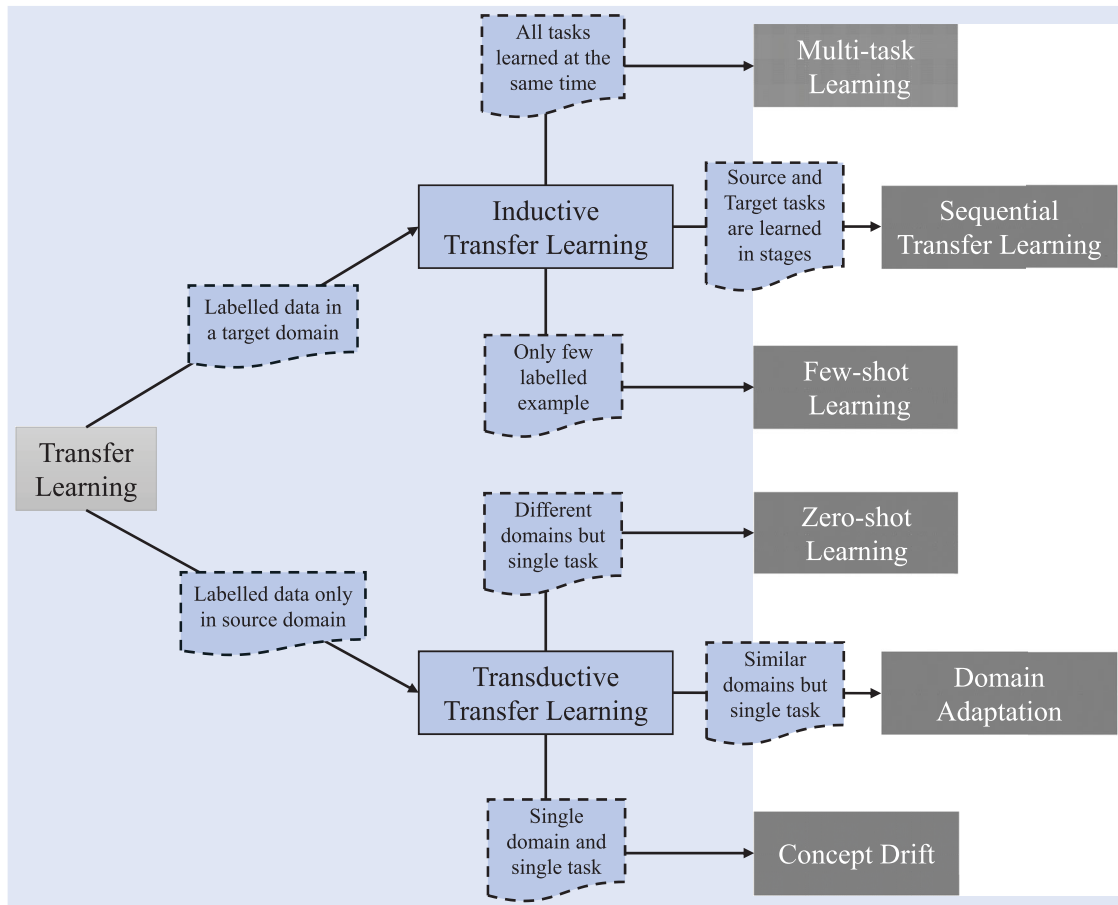 All tasks
learned at the
same time
Multi-task
Learning
Inductive
Transfer Learning
Source and
Target tasks
are learned
in stages
Sequential
Transfer Learning
Labelled data in
a target domain
Only few
labelled
example
Few-shot
Learning
Transfer
Learning
Different
domains but
single task
Zero-shot
Learning
Labelled data only
in source domain
Transductive
Transfer Learning
Similar
domains but
single task
Domain
Adaptation
Single
domain and
single task
Concept Drift